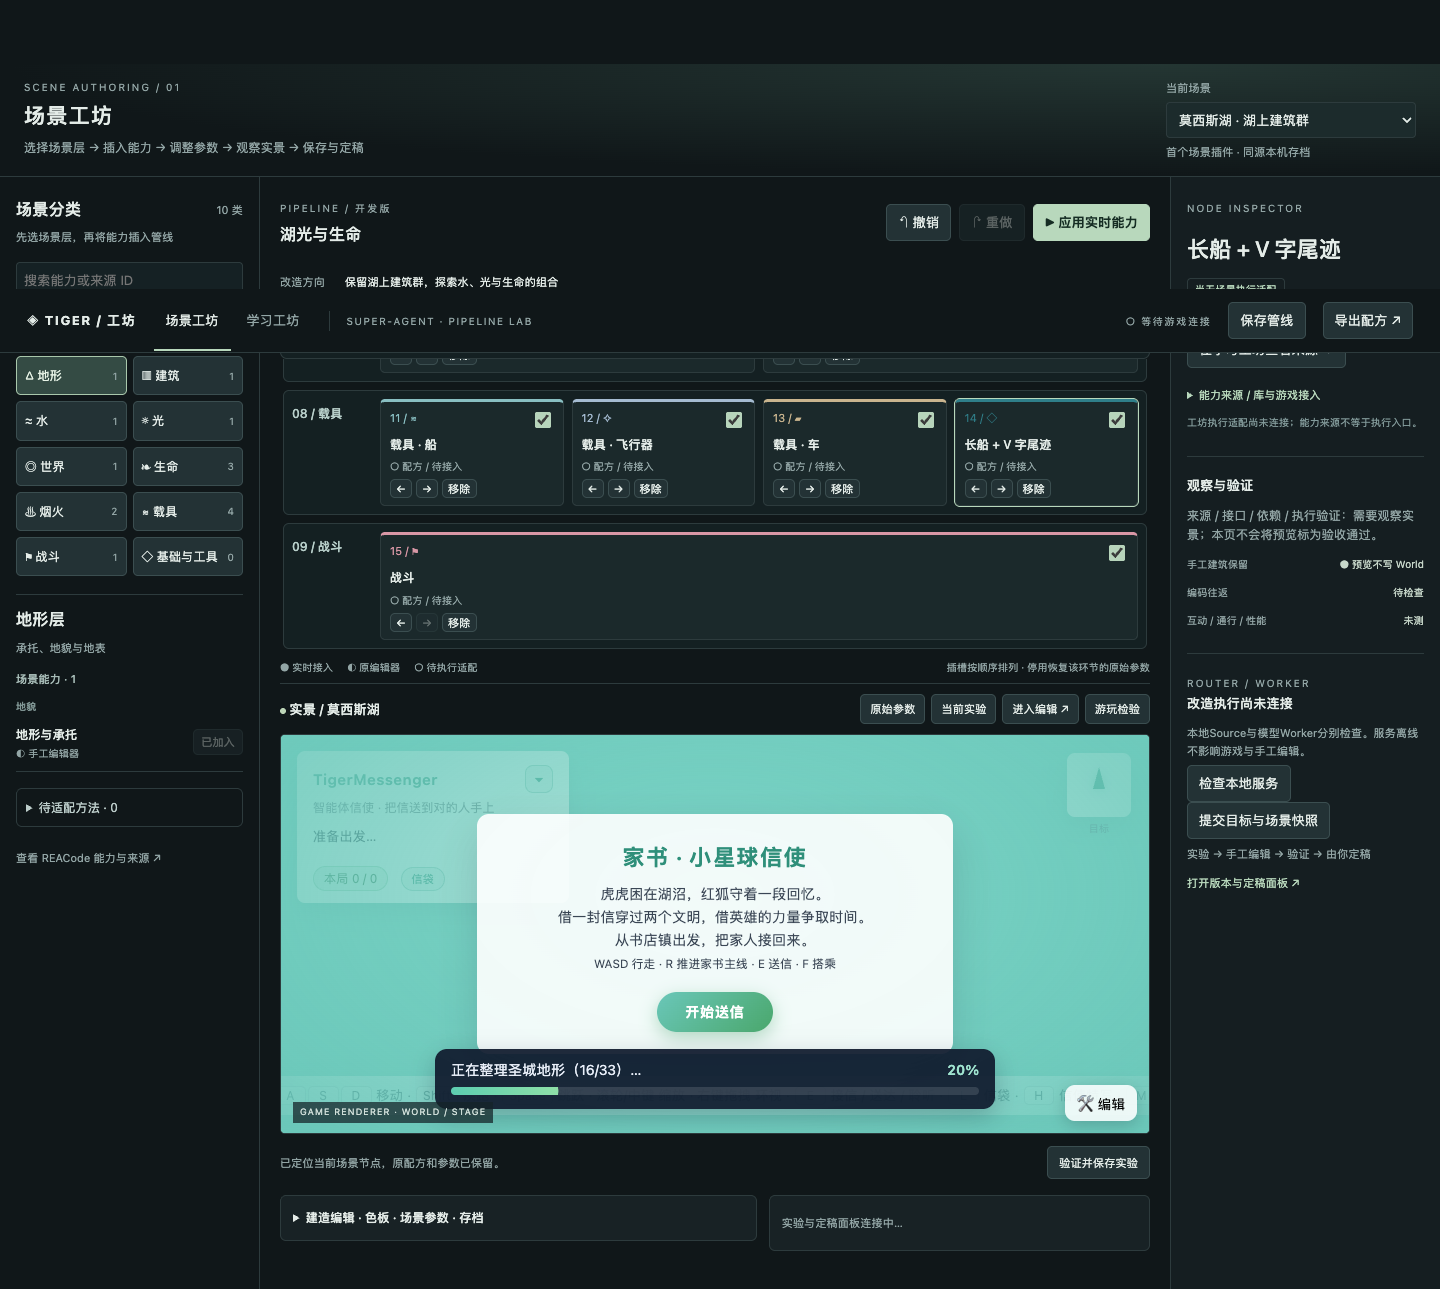 SCENE AUTHORING / 01
场景工坊
选择场景层 → 插入能力 → 调整参数 → 观察实景 → 保存与定稿
当前场景
莫西斯湖 · 湖上建筑群
首个场景插件 · 同源本机存档
场景分类
10 类
先选场景层，再将能力插入管线
搜索能力或来源 ID
PIPELINE / 开发版
湖光与生命
撤销
重做
应用实时能力
改造方向
保留湖上建筑群，探索水、光与生命的组合
NODE INSPECTOR
长船 + V 字尾迹
◈ TIGER / 工坊
场景工坊
学习工坊
SUPER-AGENT · PIPELINE LAB
等待游戏连接
保存管线
导出配方 ↗
地形 1
建筑 1
≈ 水 1
光 1
◎ 世界 1
生命 3
♨ 烟火 2
载具 4
⚑ 战斗 1
◇ 基础与工具 0
地形层
承托、地貌与地表
场景能力 · 1
地貌
地形与承托
◐ 手工编辑器
已加入
▶ 待适配方法 · 0
查看 REACode 能力与来源 ↗
08 / 载具
11 / ≈
载具 · 船
○ 配方 / 待接入
← → 移除
12 / ✧
载具 · 飞行器
○ 配方 / 待接入
← → 移除
13 / ▰
载具 · 车
○ 配方 / 待接入
← → 移除
14 / ◇
长船 + V 字尾迹
○ 配方 / 待接入
← → 移除
09 / 战斗
15 / ⚑
战斗
○ 配方 / 待接入
← → 移除
● 实时接入
◐ 原编辑器
○ 待执行适配
插槽按顺序排列 · 停用恢复该环节的原始参数
实景 / 莫西斯湖
原始参数
当前实验
进入编辑 ↗
游玩检验
TigerMessenger
智能体信使 · 把信送到对的人手上
准备出发…
本局 0 / 0
信袋
目标
家书 · 小星球信使
虎虎困在湖沼，红狐守着一段回忆。
借一封信穿过两个文明，借英雄的力量争取时间。
从书店镇出发，把家人接回来。
WASD 行走 · R 推进家书主线 · E 送信 · F 搭乘
开始送信
正在整理圣城地形（16/33）…
20%
A S D 移动 ·
袋 · H
GAME RENDERER · WORLD / STAGE
🛠 编辑
已定位当前场景节点，原配方和参数已保留。
验证并保存实验
▶ 建造编辑 · 色板 · 场景参数 · 存档
实验与定稿面板连接中…
▶ 能力来源 / 库与游戏接入
工坊执行适配尚未连接；能力来源不等于执行入口。
观察与验证
来源 / 接口 / 依赖 / 执行验证：需要观察实
景；本页不会将预览标为验收通过。
手工建筑保留
● 预览不写 World
编码往返
待检查
互动 / 通行 / 性能
未测
ROUTER / WORKER
改造执行尚未连接
本地Source与模型Worker分别检查。服务离线
不影响游戏与手工编辑。
检查本地服务
提交目标与场景快照
实验 → 手工编辑 → 验证 → 由你定稿
打开版本与定稿面板 ↗